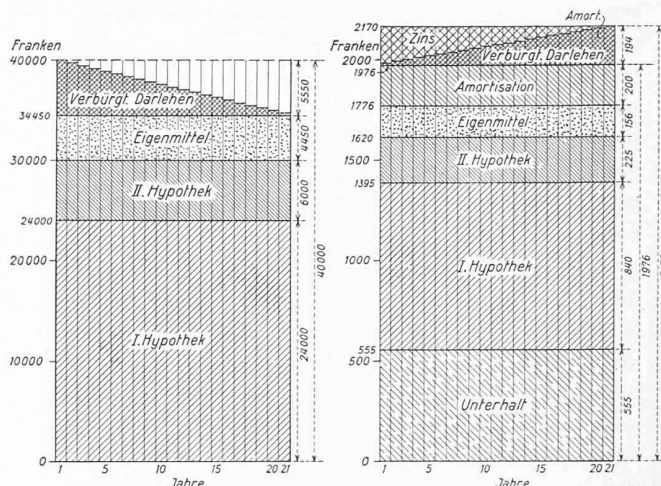 Franken
40000
34450
30000
24000
20000
10000
0
Verbürgt. Darlehen
Eigenmittel
II. Hypothek
I. Hypothek
5550
4450
6000
24000
40000
1 5 10 15 20 21
Jahre
Franken
2170
2000
1976
1776
1620
1500
1395
1000
555
500
0
Amort.
Zins
Verbürgt. Darlehen
Amortisation
Eigenmittel
II. Hypothek
I. Hypothek
Unterhalt
194
200
156
225
840
555
1976
2170
1 5 10 15 20 21
Jahre